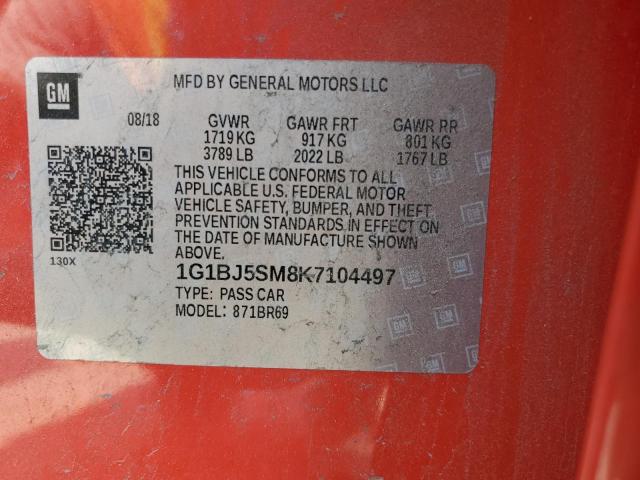 GM
MFD BY GENERAL MOTORS LLC
08/18 GVWR GAWR FRT GAWR RR
1719 KG 917 KG 801 KG
3789 LB 2022 LB 1767 LB
THIS VEHICLE CONFORMS TO ALL
APPLICABLE U.S. FEDERAL MOTOR
VEHICLE SAFETY, BUMPER, AND THEFT
PREVENTION STANDARDS IN EFFECT ON
THE DATE OF MANUFACTURE SHOWN
ABOVE.
130X
1G1BJ5SM8K7104497
TYPE: PASS CAR
MODEL: 871BR69